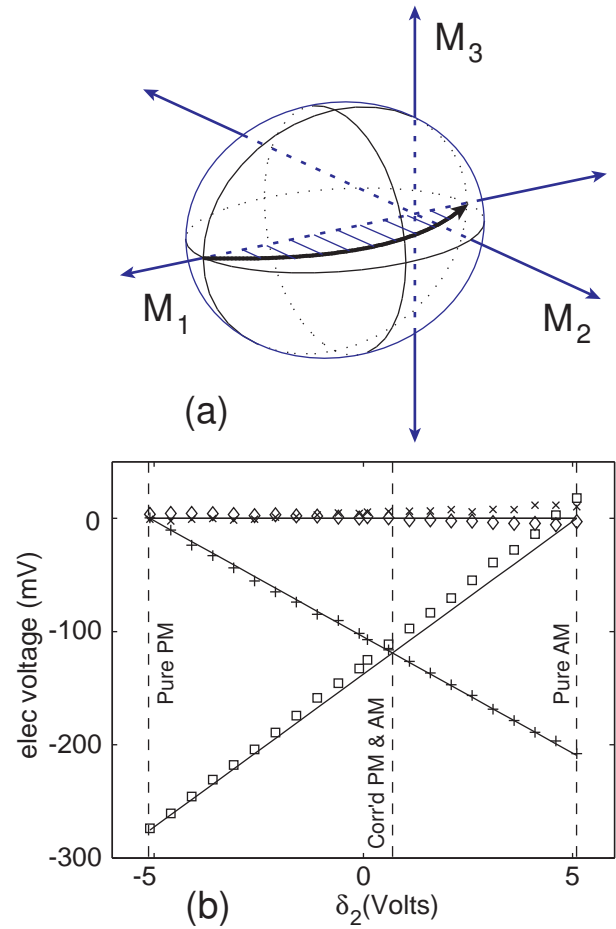 M3
M1
M2
(a)
0
-100
-200
-300
elec voltage (mV)
Pure PM
Corr'd PM & AM
Pure AM
-5
0
5
δ2(Volts)
(b)